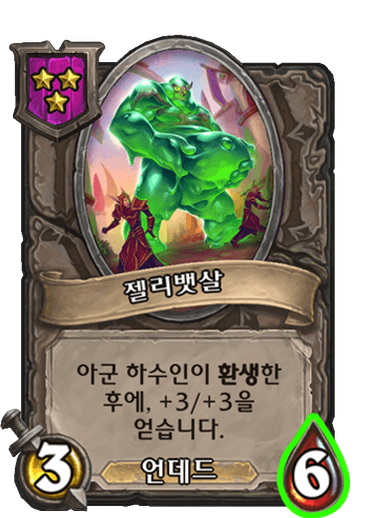 젤리뱃살
아군 하수인이 환생한
후에, +3/+3을
얻습니다.
3
언데드
6